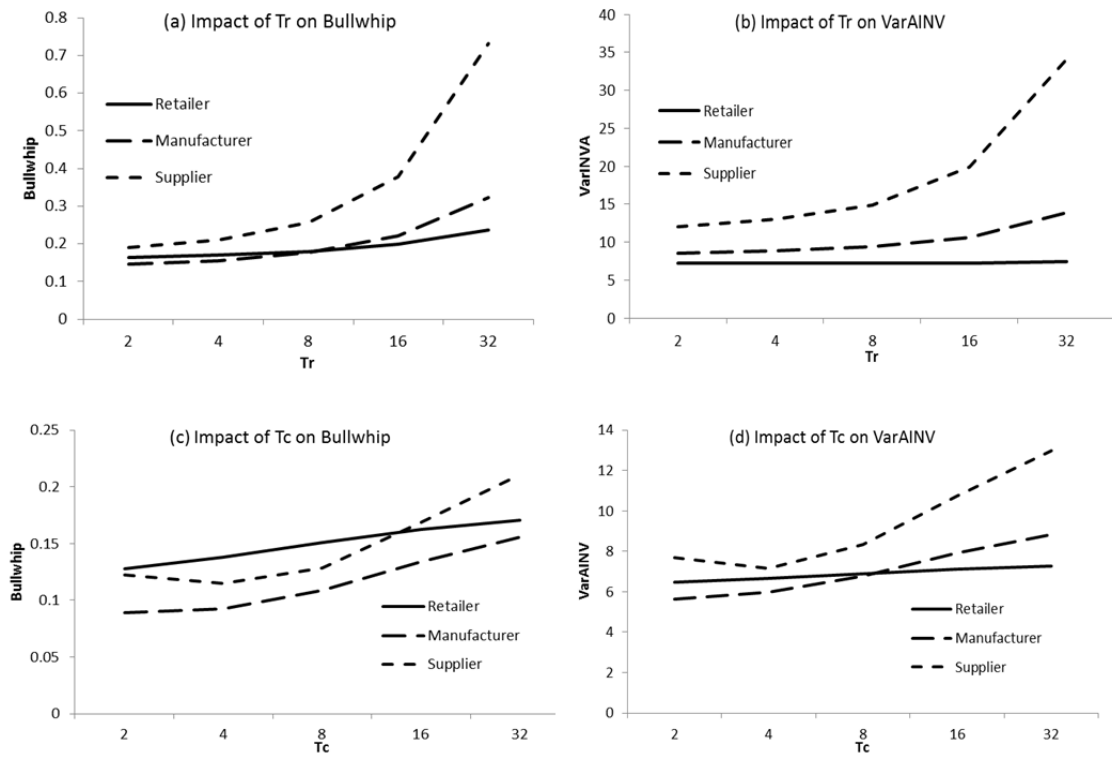 (a) Impact of Tr on Bullwhip
0.8
0.7
0.6
0.5
0.4
0.3
0.2
0.1
0
Bullwhip
Retailer
Manufacturer
Supplier
2 4 8 16 32
Tr
(b) Impact of Tr on VarAINV
40
35
30
25
20
15
10
5
0
VarINVA
Retailer
Manufacturer
Supplier
2 4 8 16 32
Tr
(c) Impact of Tc on Bullwhip
0.25
0.2
0.15
0.1
0.05
0
Bullwhip
Retailer
Manufacturer
Supplier
2 4 8 16 32
Tc
(d) Impact of Tc on VarAINV
14
12
10
8
6
4
2
0
VarAINV
Retailer
Manufacturer
Supplier
2 4 8 16 32
Tc